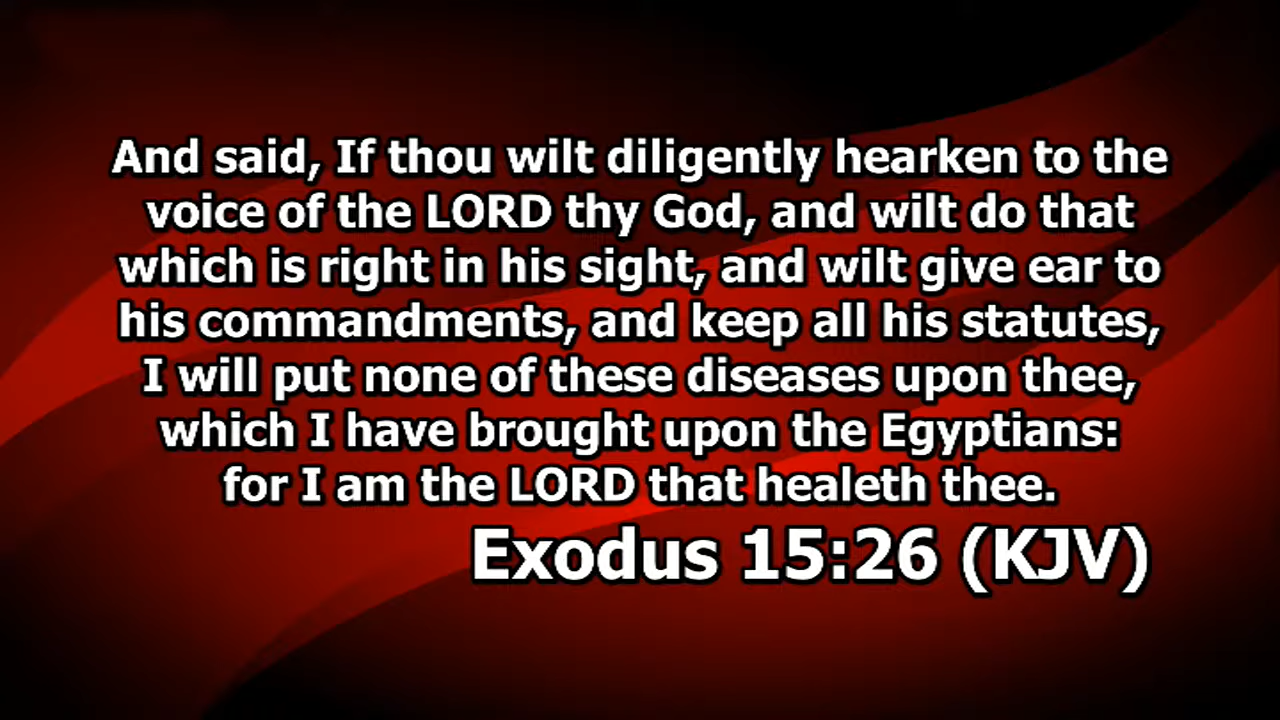 And said, If thou wilt diligently hearken to the
voice of the LORD thy God, and wilt do that
which is right in his sight, and wilt give ear to
his commandments, and keep all his statutes,
I will put none of these diseases upon thee,
which I have brought upon the Egyptians:
for I am the LORD that healeth thee.
Exodus 15:26 (KJV)